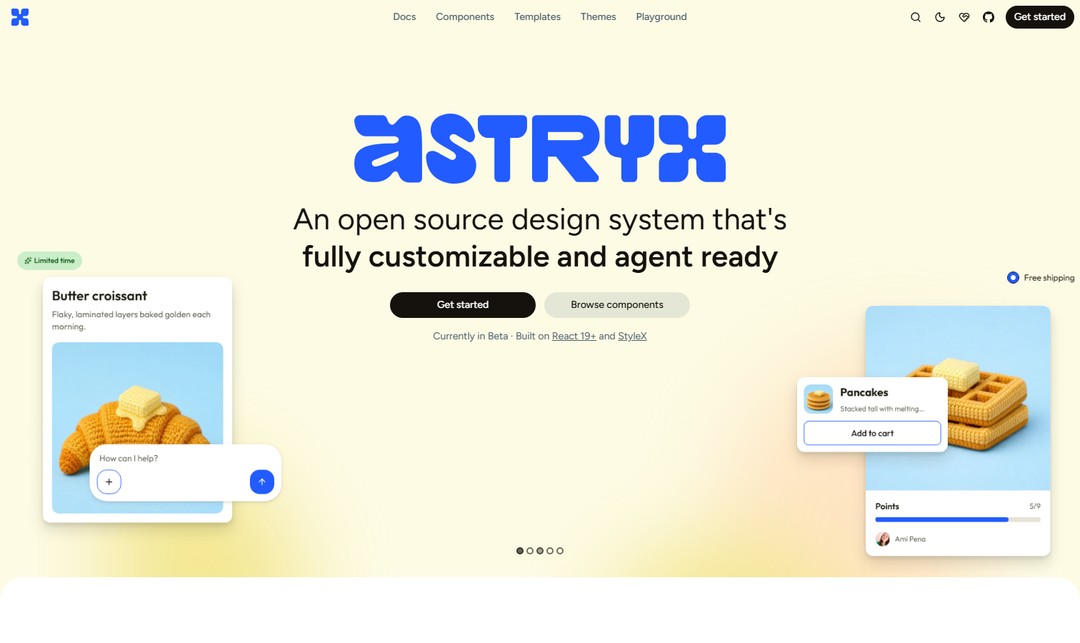 Docs Components Templates Themes Playground Get started
ASTRYX
An open source design system that's
fully customizable and agent ready
Get started Browse components
Currently in Beta · Built on React 19+ and StyleX
Limited time
Butter croissant
Flaky, laminated layers baked golden each
morning.
How can I help?
Free shipping
Pancakes
Stacked tall with melting...
Add to cart
Points 5/9
Ami Pena